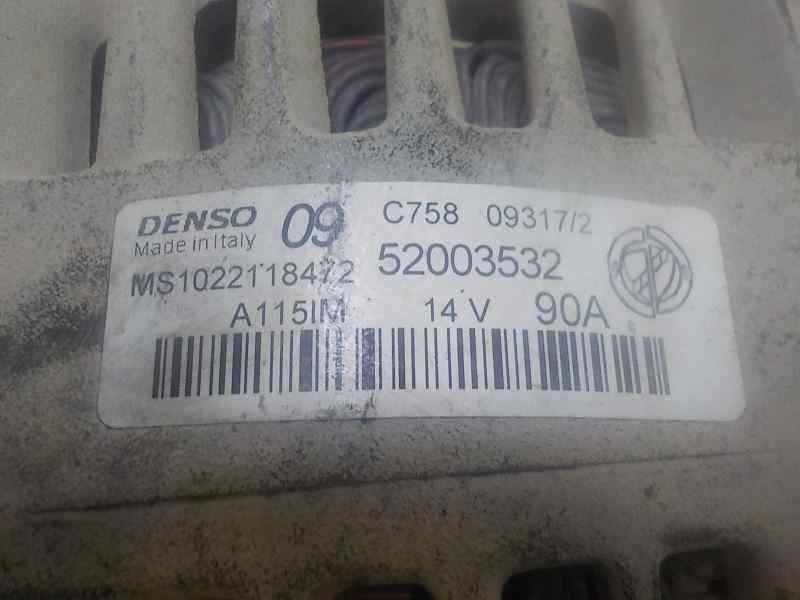 DENSO 09 C758 09317/2
Made in Italy
MS1022118472 52003532
A115IM 14 V 90A